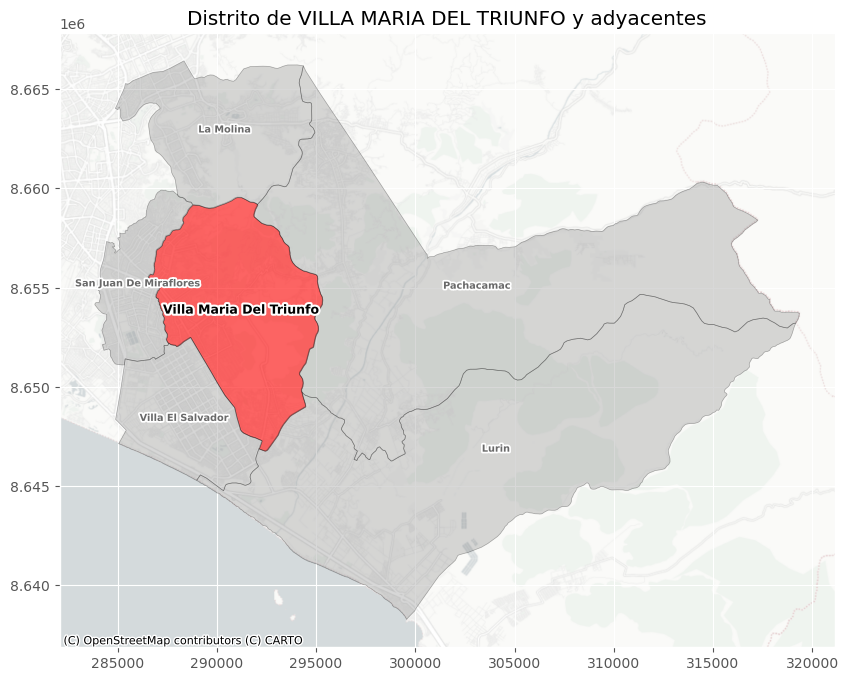 Distrito de VILLA MARIA DEL TRIUNFO y adyacentes
1e6
8.665
La Molina
8.660
8.655
San Juan De Miraflores
Pachacamac
Villa Maria Del Triunfo
8.650
Villa El Salvador
Lurin
8.645
8.640
(C) OpenStreetMap contributors (C) CARTO
285000 290000 295000 300000 305000 310000 315000 320000